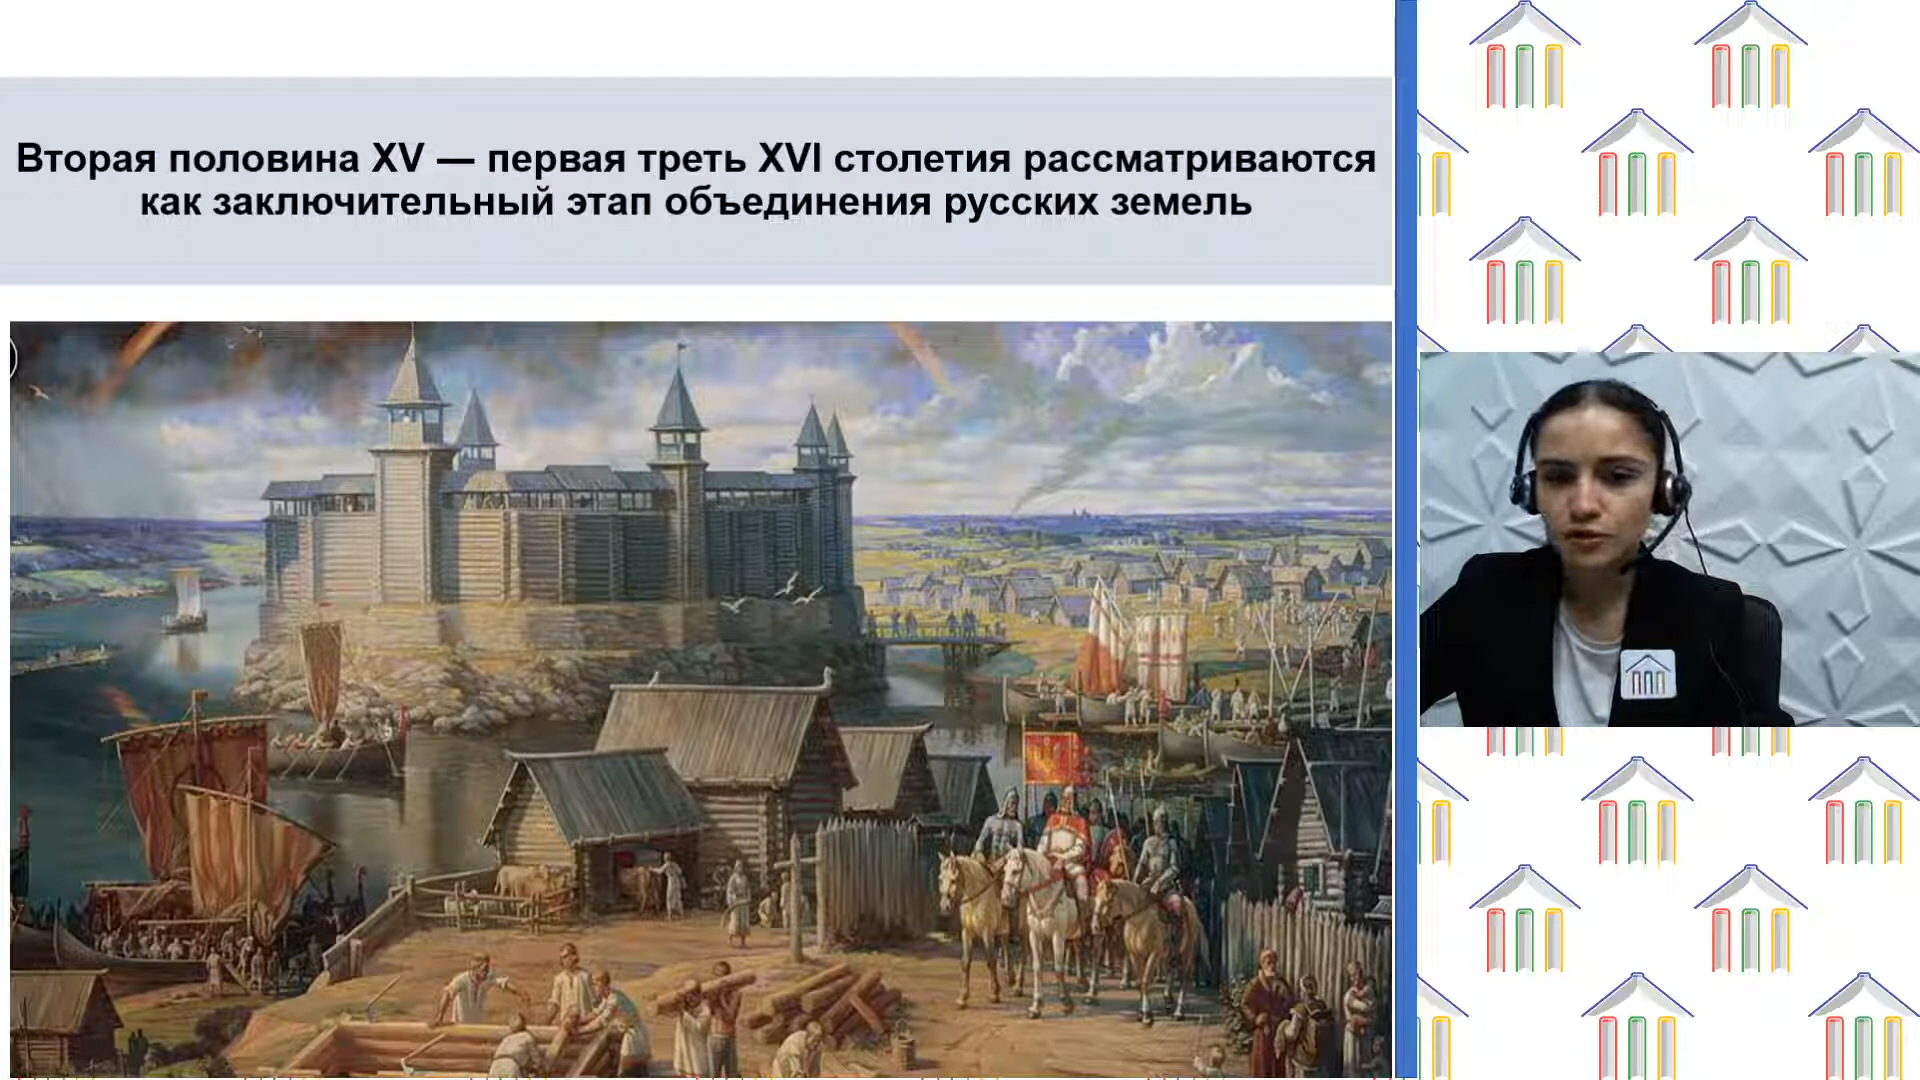 Вторая половина XV — первая треть XVI столетия рассматриваются
как заключительный этап объединения русских земель